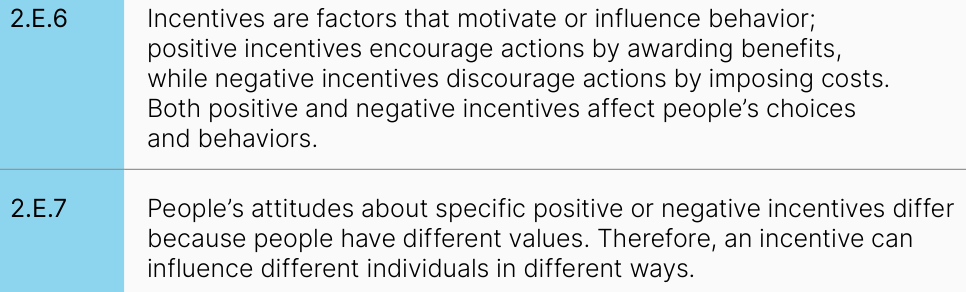 2.E.6
Incentives are factors that motivate or influence behavior;
positive incentives encourage actions by awarding benefits,
while negative incentives discourage actions by imposing costs.
Both positive and negative incentives affect people’s choices
and behaviors.
2.E.7
People’s attitudes about specific positive or negative incentives differ
because people have different values. Therefore, an incentive can
influence different individuals in different ways.